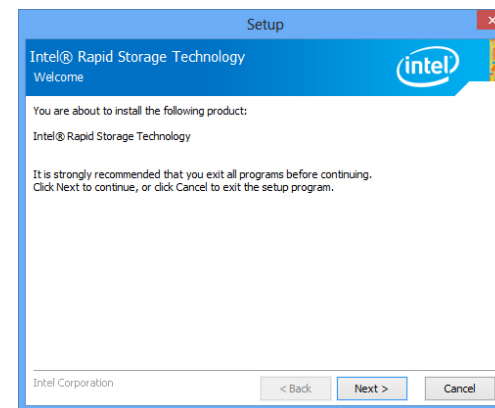 Setup
Intel® Rapid Storage Technology
Welcome
intel
You are about to install the following product:
Intel® Rapid Storage Technology
It is strongly recommended that you exit all programs before continuing.
Click Next to continue, or click Cancel to exit the setup program.
Intel Corporation
< Back
Next >
Cancel